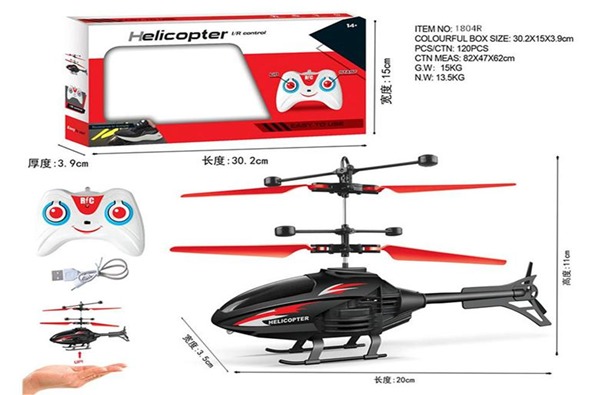 Helicopter I/R control
14+
R/C
ITEM NO: 1804R
COLOURFUL BOX SIZE: 30.2X15X3.9cm
PCS/CTN: 120PCS
CTN MEAS: 82X47X62cm
G.W: 15KG
N.W: 13.5KG
宽度:15cm
厚度:3.9cm
长度:30.2cm
R/C
HELICOPTER
高度:11cm
宽度:3.5cm
长度:20cm